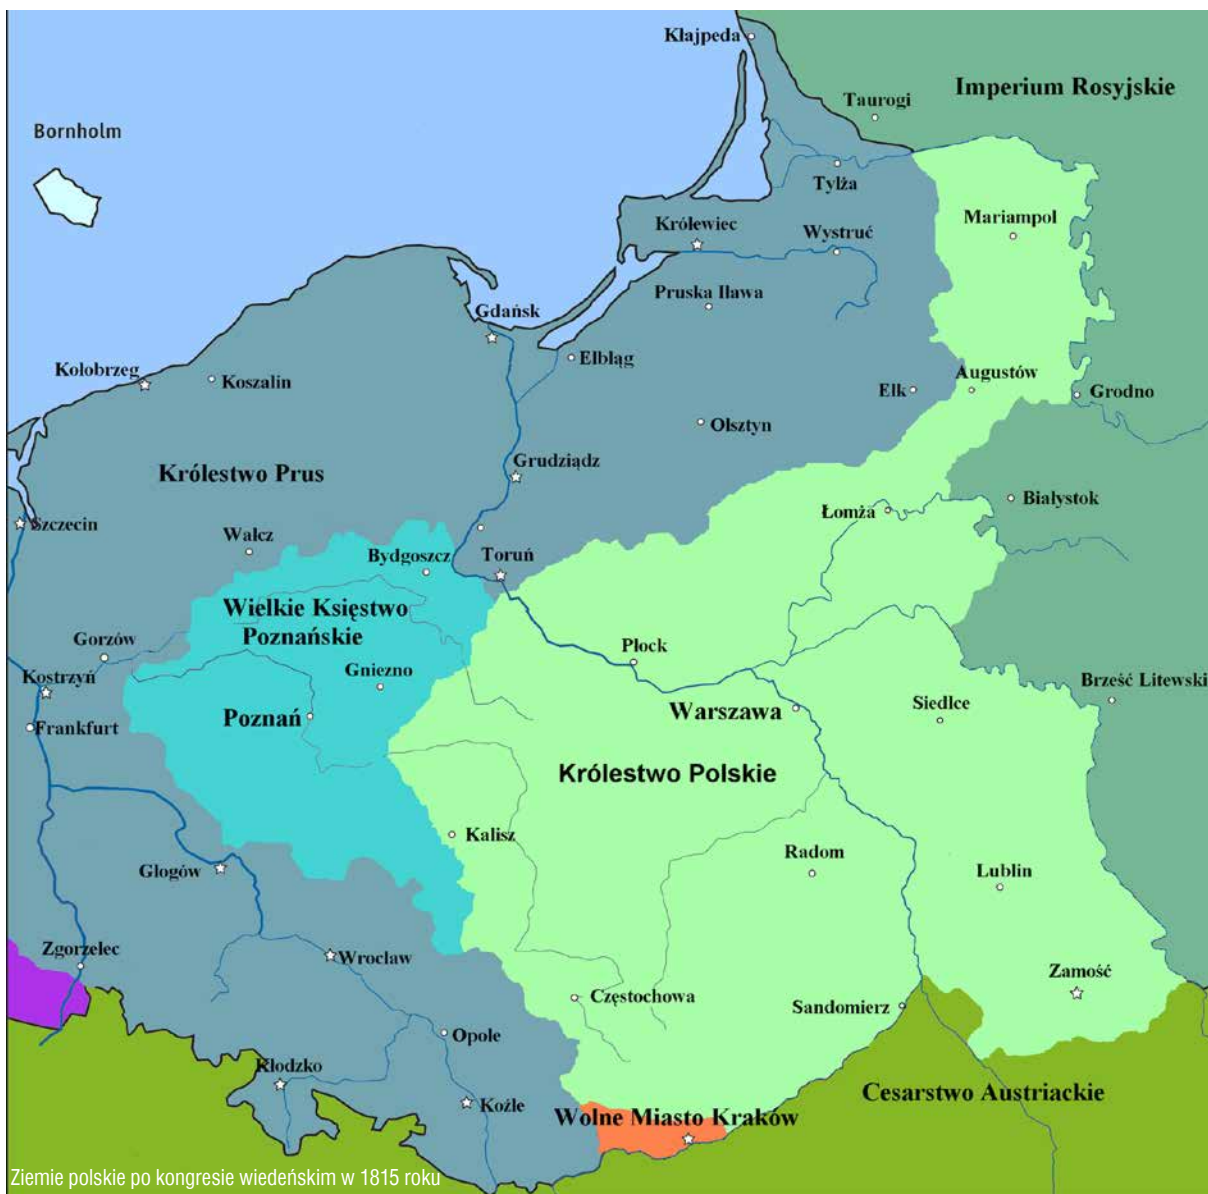 Kłajpeda
Imperium Rosyjskie
Taurogi
Bornholm
Tylża
Mariampol
Królewiec
Wystruć
Pruska Iława
Gdańsk
Elbląg
Kołobrzeg
Koszalin
Ełk
Augustów
Grodno
Olsztyn
Grudziądz
Królestwo Prus
Białystok
Łomża
Szczecin
Wałcz
Bydgoszcz
Toruń
Wielkie Księstwo
Poznańskie
Gorzów
Płock
Gniezno
Kostrzyń
Brześć Litewski
Siedlce
Poznań
Warszawa
Frankfurt
Królestwo Polskie
Kalisz
Radom
Głogów
Lublin
Zgorzelec
Wrocław
Zamość
Częstochowa
Sandomierz
Opole
Kłodzko
Cesarstwo Austriackie
Koźle
Wolne Miasto Kraków
Ziemie polskie po kongresie wiedeńskim w 1815 roku